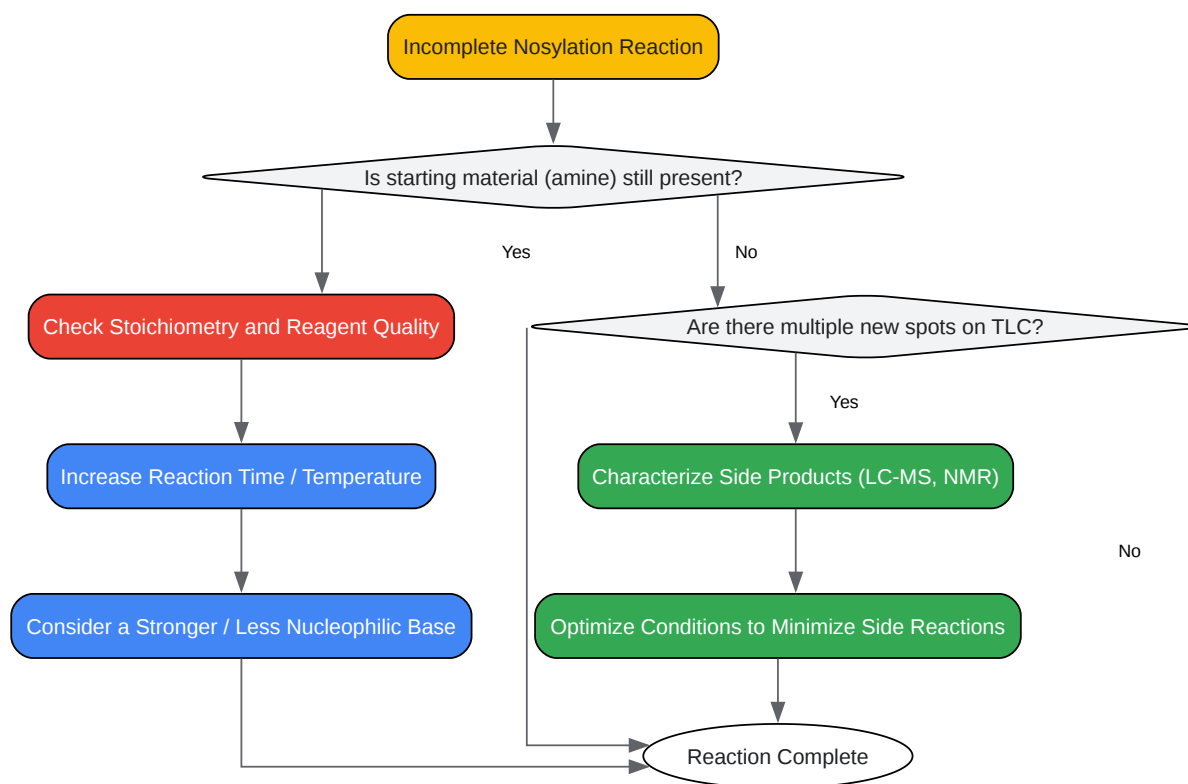 Incomplete Nosylation Reaction
Is starting material (amine) still present?
Yes
No
Check Stoichiometry and Reagent Quality
Are there multiple new spots on TLC?
Yes
Increase Reaction Time / Temperature
Characterize Side Products (LC-MS, NMR)
No
Consider a Stronger / Less Nucleophilic Base
Optimize Conditions to Minimize Side Reactions
Reaction Complete